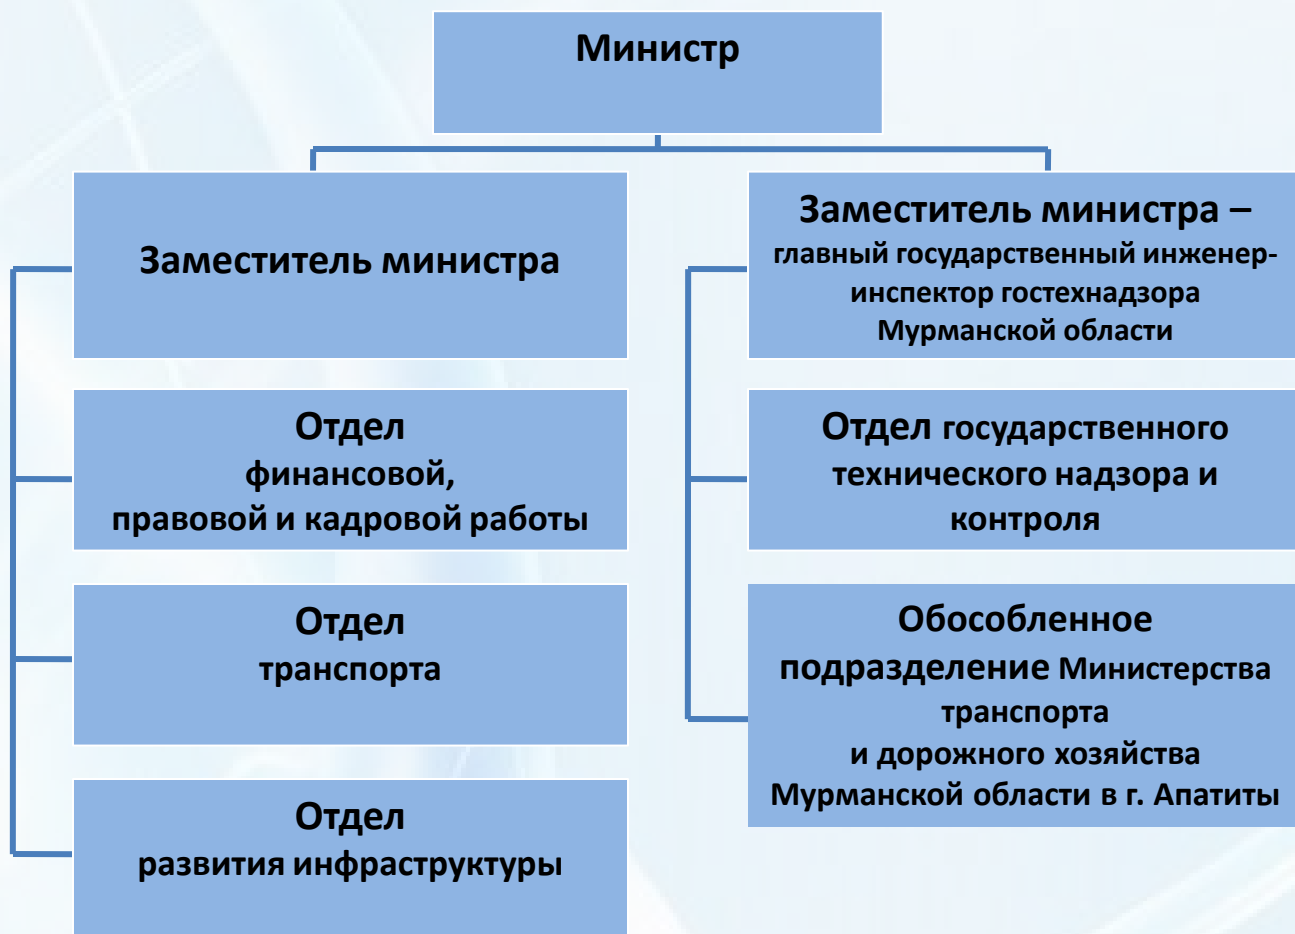 Министр
Заместитель министра
Отдел
финансовой,
правовой и кадровой работы
Отдел
транспорта
Отдел
развития инфраструктуры
Заместитель министра –
главный государственный инженер-
инспектор гостехнадзора
Мурманской области
Отдел государственного
технического надзора и
контроля
Обособленное
подразделение Министерства
транспорта
и дорожного хозяйства
Мурманской области в г. Апатиты